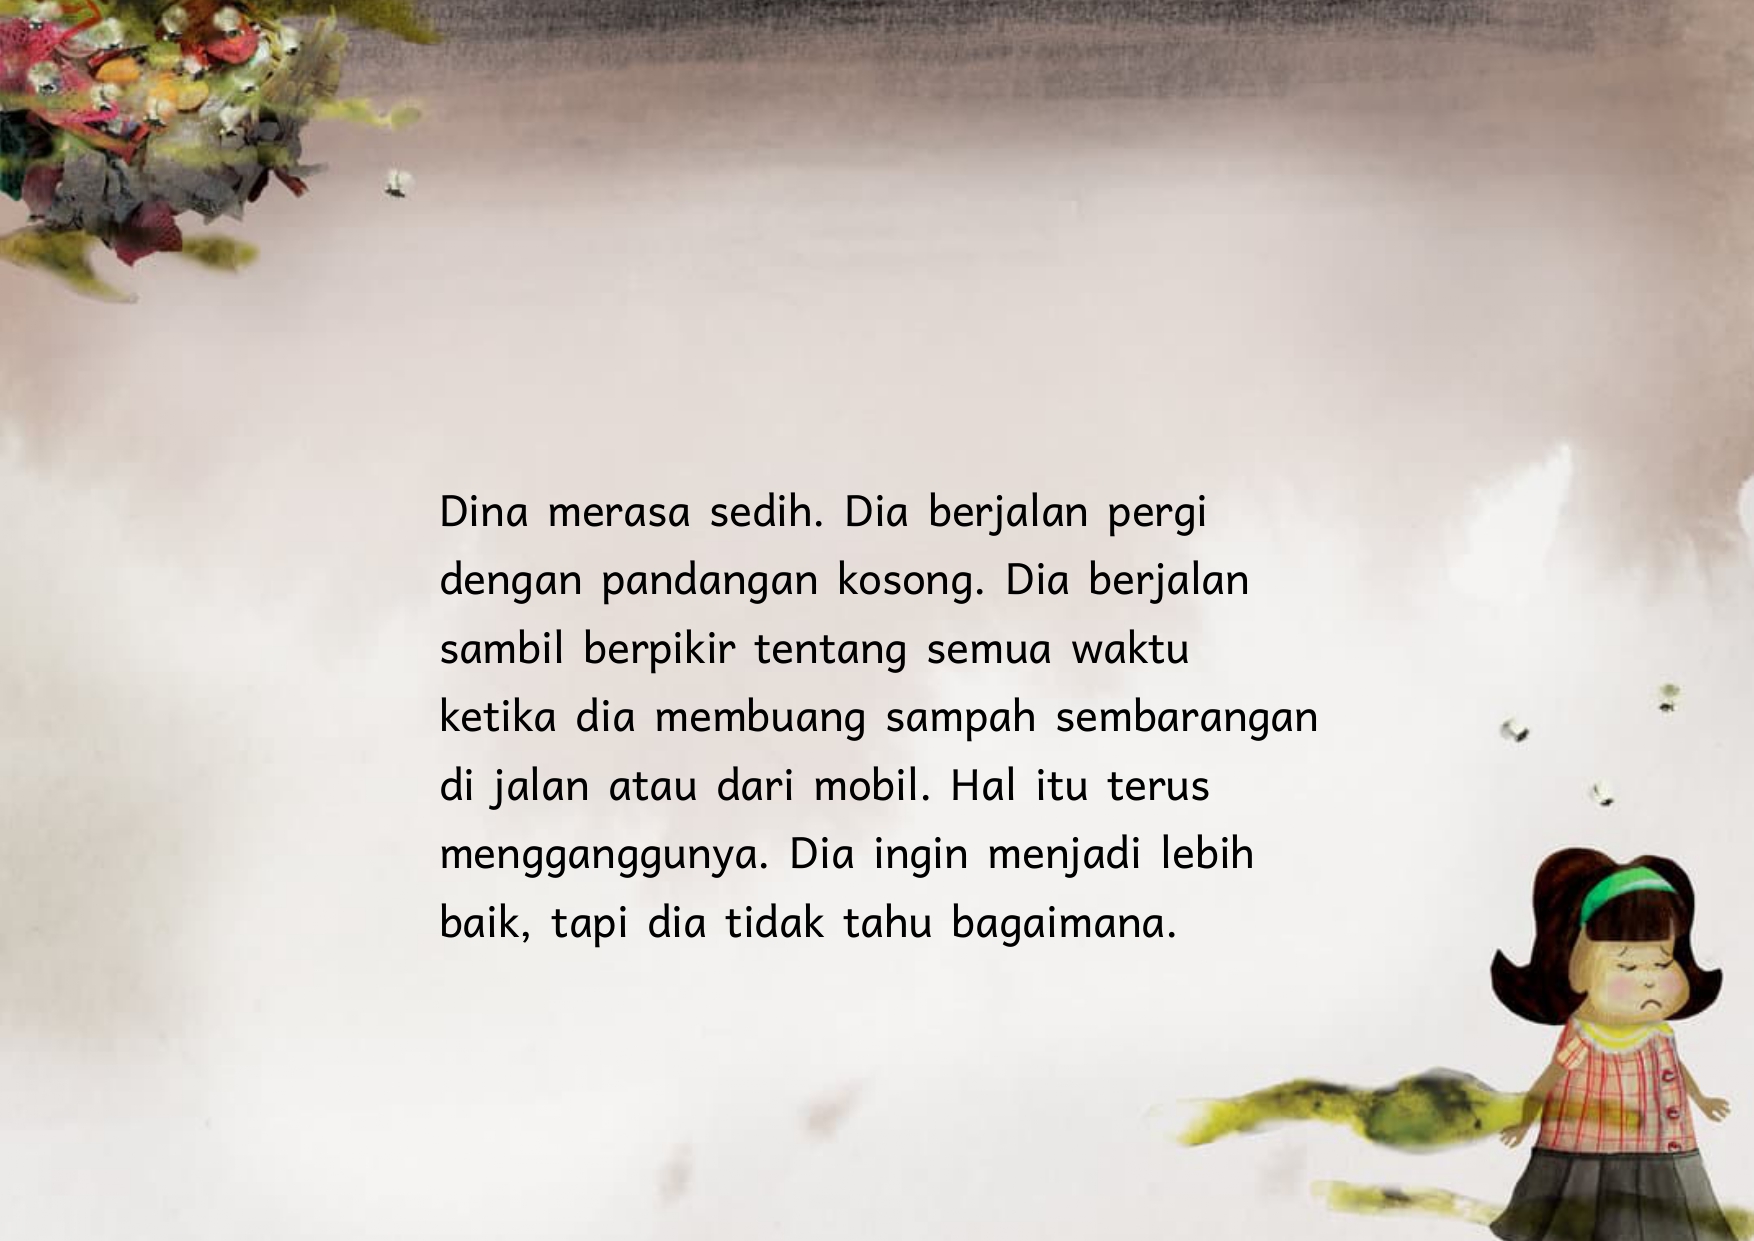 Dina merasa sedih. Dia berjalan pergi
dengan pandangan kosong. Dia berjalan
sambil berpikir tentang semua waktu
ketika dia membuang sampah sembarangan
di jalan atau dari mobil. Hal itu terus
mengganggunya. Dia ingin menjadi lebih
baik, tapi dia tidak tahu bagaimana.